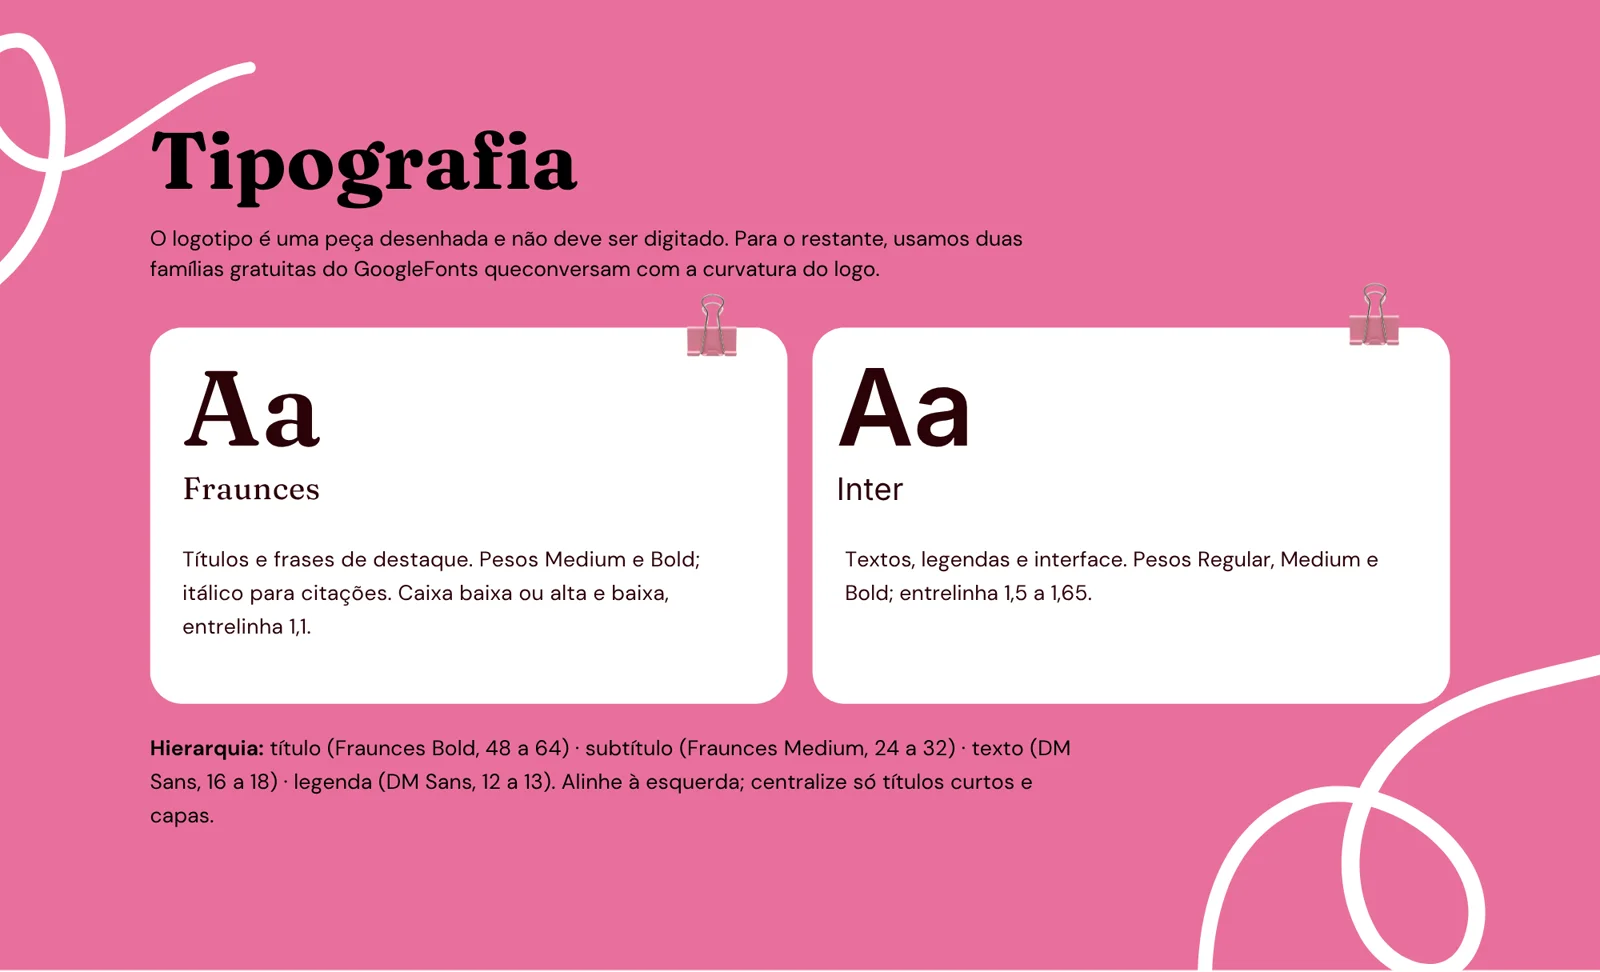 Tipografia
O logotipo é uma peça desenhada e não deve ser digitado. Para o restante, usamos duas
famílias gratuitas do GoogleFonts queconversam com a curvatura do logo.
Aa
Fraunces
Títulos e frases de destaque. Pesos Medium e Bold;
itálico para citações. Caixa baixa ou alta e baixa,
entrelinha 1,1.
Aa
Inter
Textos, legendas e interface. Pesos Regular, Medium e
Bold; entrelinha 1,5 a 1,65.
Hierarquia: título (Fraunces Bold, 48 a 64) · subtítulo (Fraunces Medium, 24 a 32) · texto (DM
Sans, 16 a 18) · legenda (DM Sans, 12 a 13). Alinhe à esquerda; centralize só títulos curtos e
capas.